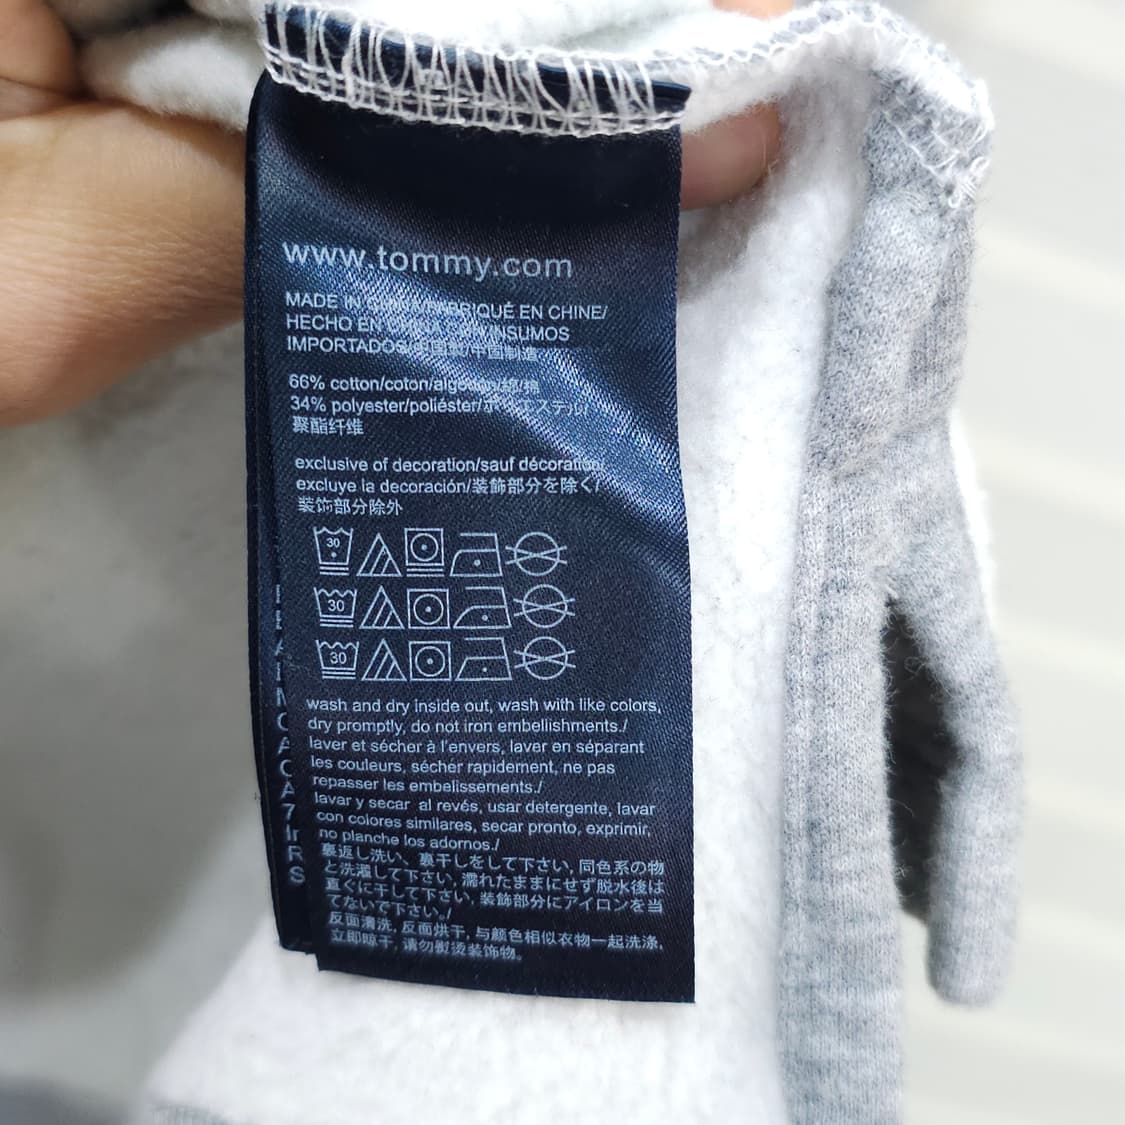 www.tommy.com
MADE IN CHINA/FABRIQUÉ EN CHINE/
HECHO EN CHINA CON INSUMOS
IMPORTADOS/中国製/中国制造
66% cotton/coton/algodón/綿/棉
34% polyester/poliéster/ポリエステル/
聚酯纤维
exclusive of decoration/sauf décoration/
excluye la decoración/装飾部分を除く/
装饰部分除外
30
30
30
wash and dry inside out, wash with like colors,
dry promptly, do not iron embellishments./
laver et sécher à l'envers, laver en séparant
les couleurs, sécher rapidement, ne pas
repasser les embelissements./
lavar y secar al revés, usar detergente, lavar
con colores similares, secar pronto, exprimir,
no planche los adornos./
裏返し洗い、裏干しをして下さい, 同色系の物
と洗濯して下さい, 濡れたままにせず脱水後は
直ぐに干して下さい, 装飾部分にアイロンを当
てないで下さい。/
反面清洗, 反面烘干, 与颜色相似衣物一起洗涤,
立即晾干, 请勿熨烫装饰物。